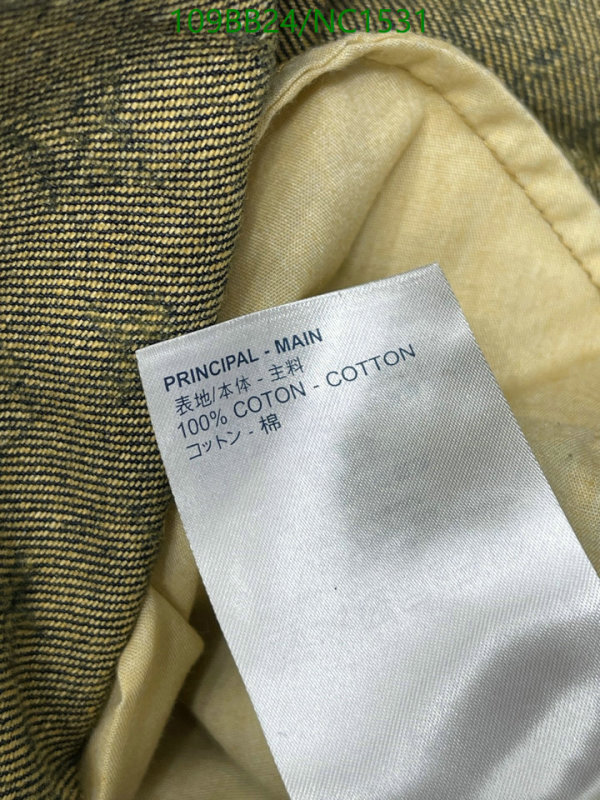 109BB24/NC1531
PRINCIPAL - MAIN
表地/本体 - 主料
100% COTON - COTTON
コットン - 棉